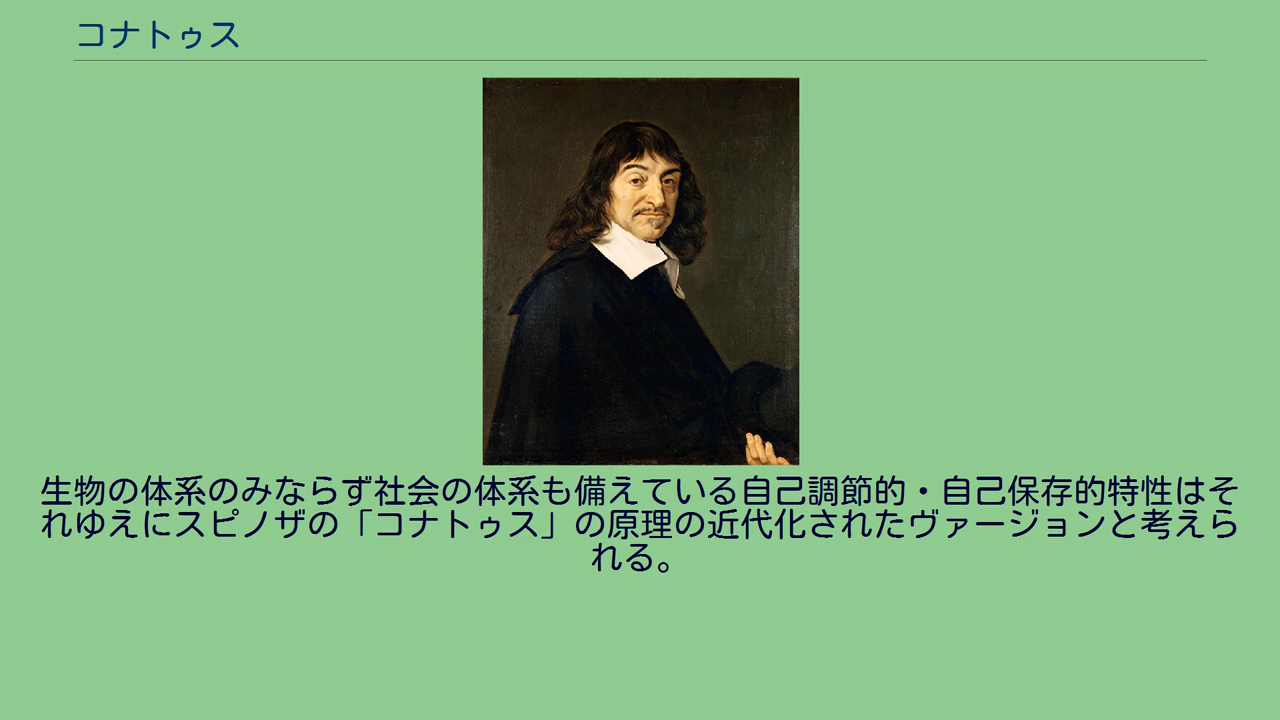 コナトゥス
生物の体系のみならず社会の体系も備えている自己調節的・自己保存的特性はそ
れゆえにスピノザの「コナトゥス」の原理の近代化されたヴァージョンと考えら
れる。